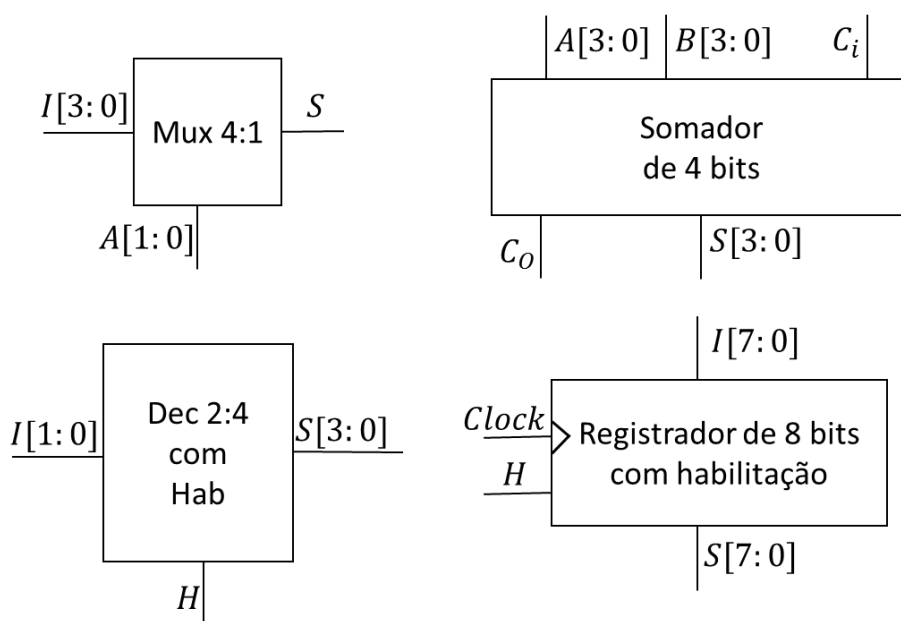 I[3:0]
Mux 4:1
S
A[1:0]
A[3:0]
B[3:0]
C_i
Somador
de 4 bits
C_O
S[3:0]
I[1:0]
Dec 2:4
com
Hab
S[3:0]
H
I[7:0]
Clock
H
Registrador de 8 bits
com habilitação
S[7:0]